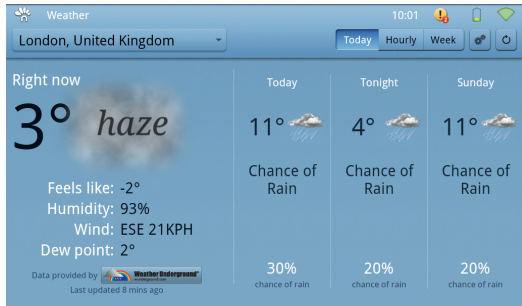 Weather
10:01
2
London, United Kingdom
Today
Hourly
Week
Right now
3°
haze
Feels like: -2°
Humidity: 93%
Wind: ESE 21KPH
Dew point: 2°
Data provided by Weather Underground
Last updated 8 mins ago
Today
11°
Chance of
Rain
30%
chance of rain
Tonight
4°
Chance of
Rain
20%
chance of rain
Sunday
11°
Chance of
Rain
20%
chance of rain